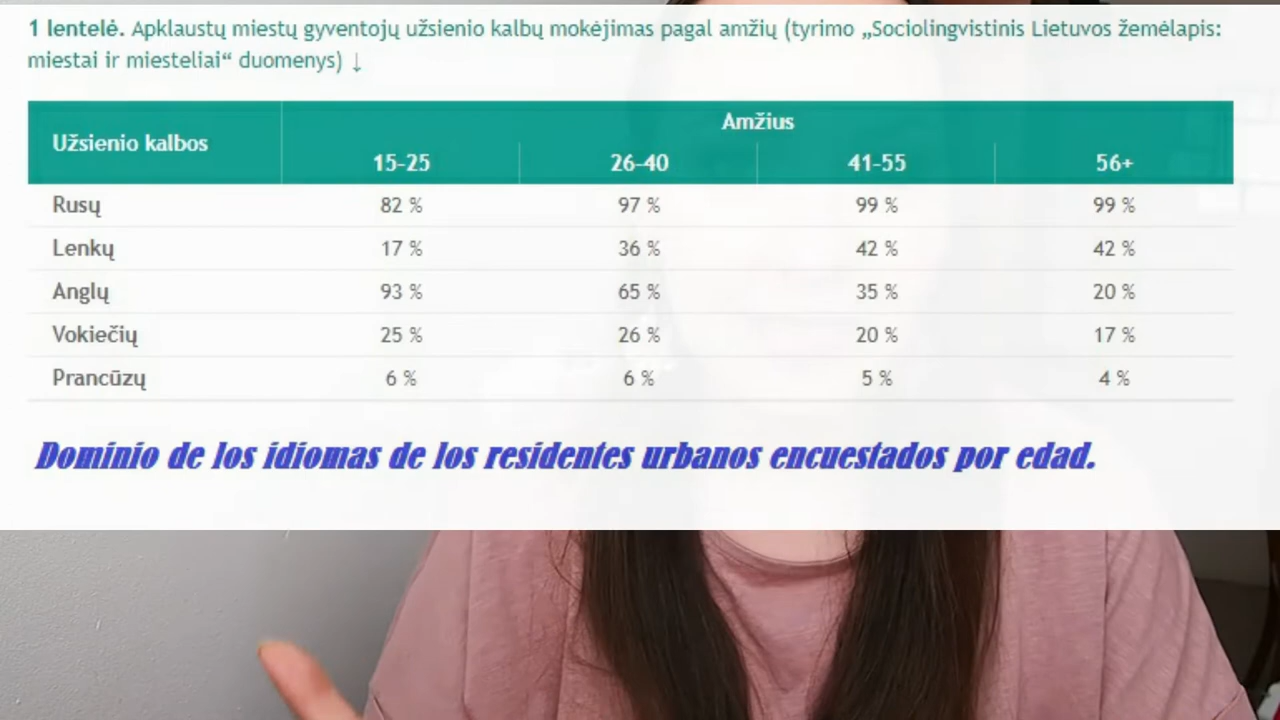 1 lentelė. Apklaustų miestų gyventojų užsienio kalbų mokėjimas pagal amžių (tyrimo „Sociolingvistinis Lietuvos žemėlapis:
miestai ir miesteliai“ duomenys) ↓
Užsienio kalbos Amžius
15-25 26-40 41-55 56+
Rusų 82 % 97 % 99 % 99 %
Lenkų 17 % 36 % 42 % 42 %
Anglų 93 % 65 % 35 % 20 %
Vokiečių 25 % 26 % 20 % 17 %
Prancūzų 6 % 6 % 5 % 4 %
Dominio de los idiomas de los residentes urbanos encuestados por edad.